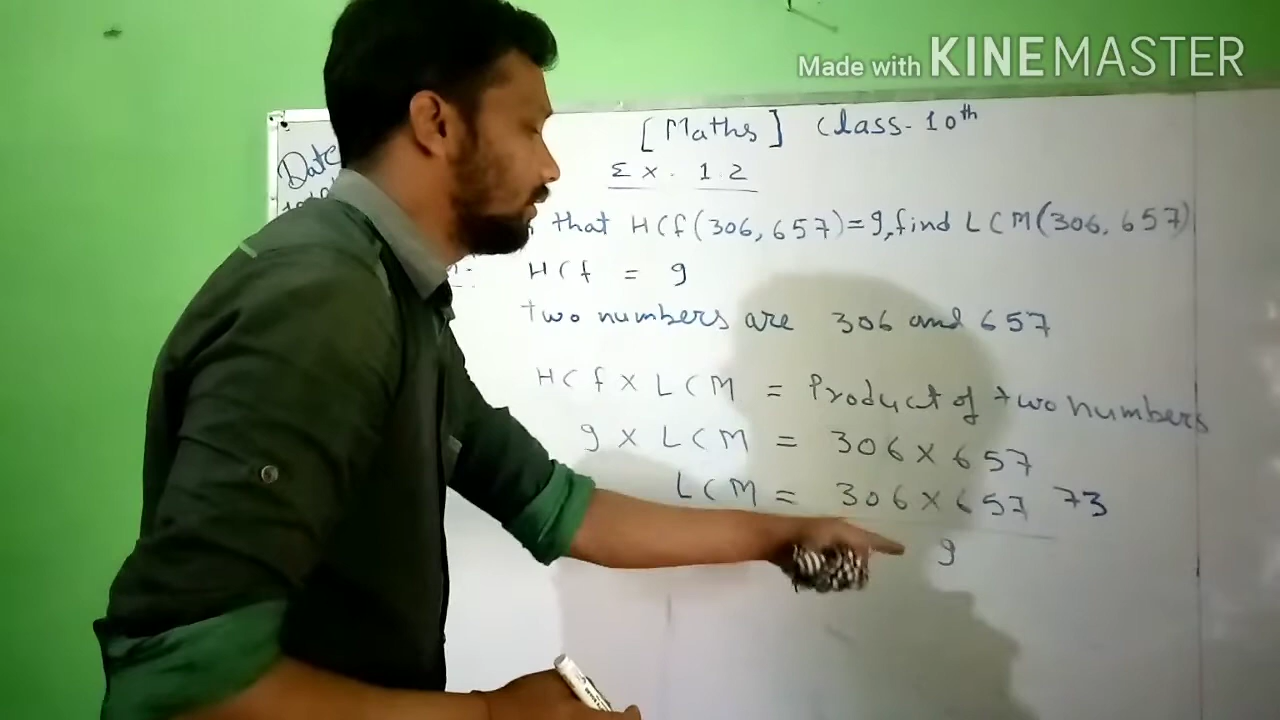 Made with KINEMASTER
[Maths] Class-10th
Date
Ex. 1.2
that HCf(306, 657)=9, find LCM(306, 657)
HCf = 9
two numbers are 306 and 657
HCf x LCM = Product of two numbers
9 x LCM = 306 x 657
LCM = 306 x 657 73
9